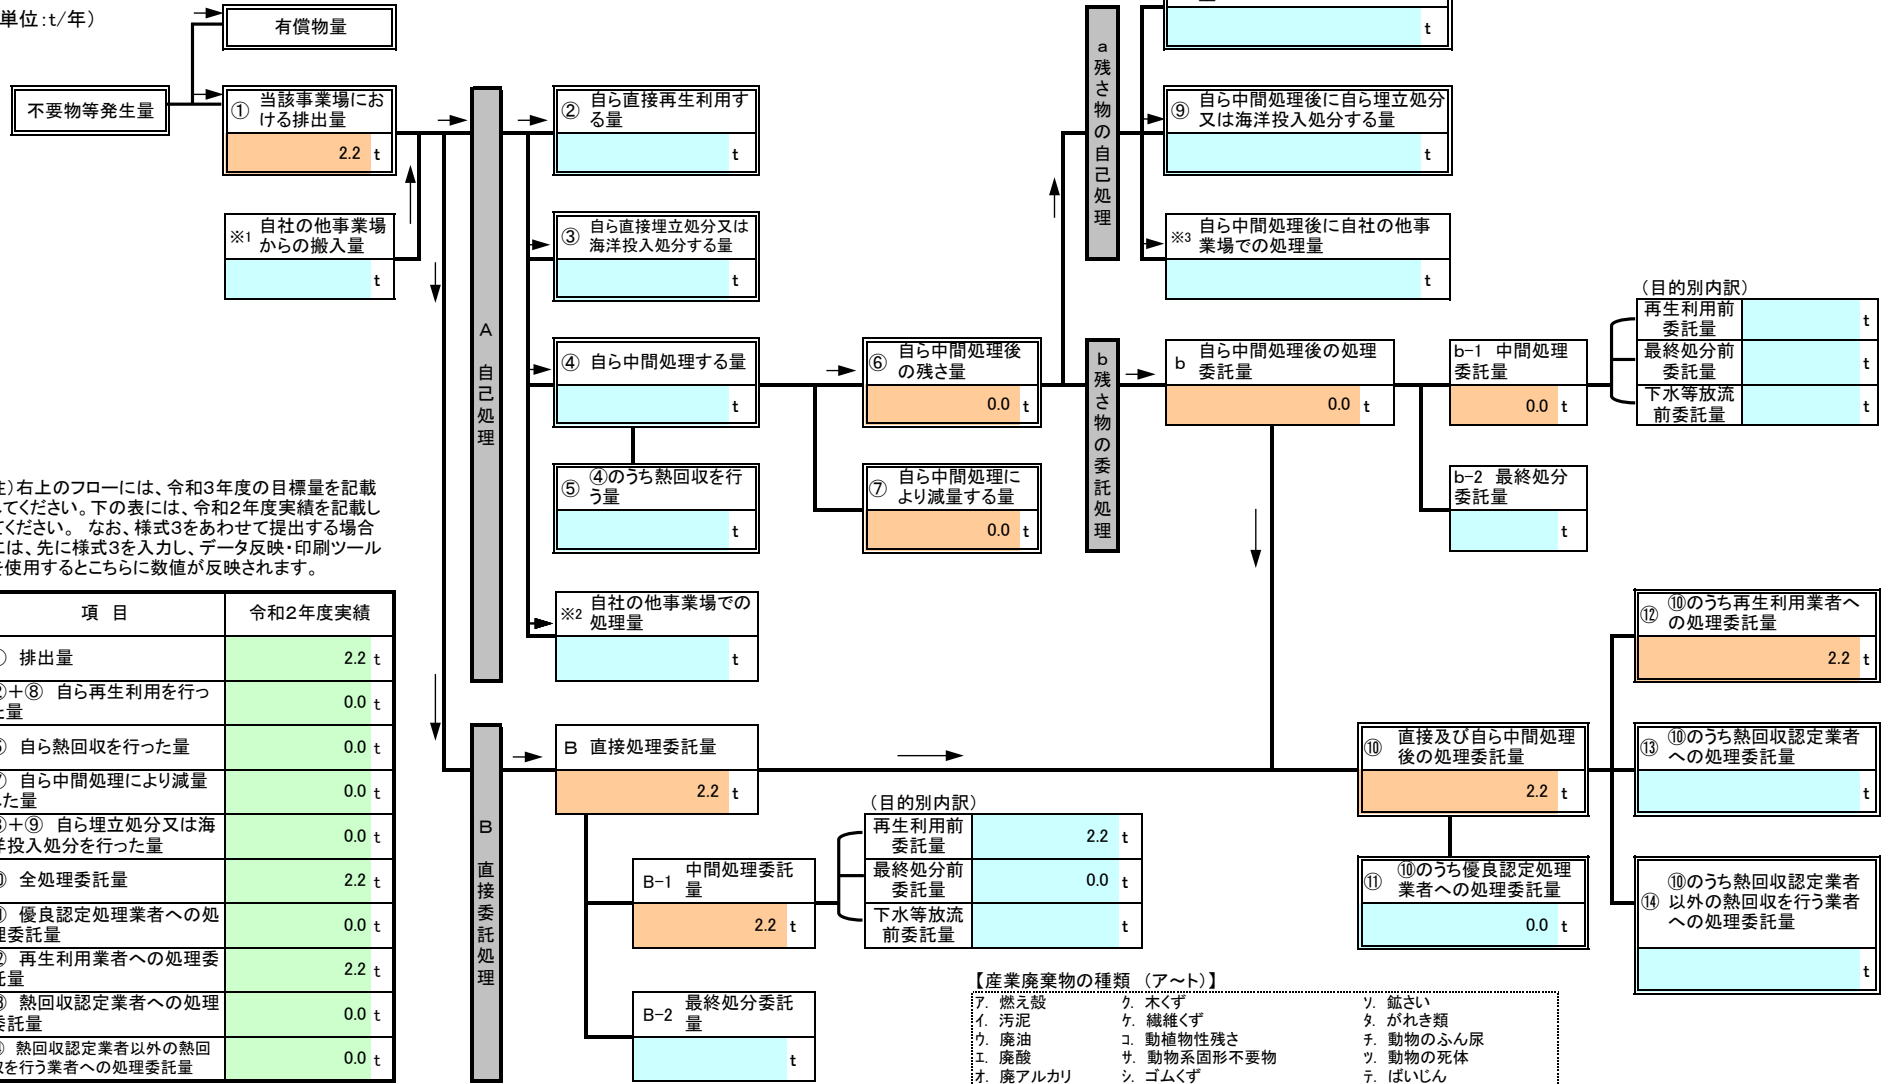 単位:t/年）
有償物量
不要物等発生量
① 当該事業場にお
ける排出量
2.2 t
※1 自社の他事業場
からの搬入量
t
A 自己処理
② 自ら直接再生利用す
る量
t
③ 自ら直接埋立処分又は
海洋投入処分する量
t
④ 自ら中間処理する量
t
⑤ ④のうち熱回収を行
う量
t
※2 自社の他事業場での
処理量
t
⑥ 自ら中間処理後
の残さ量
0.0 t
⑦ 自ら中間処理に
より減量する量
0.0 t
a 残さ物の自己処理
t
⑨ 自ら中間処理後に自ら埋立処分
又は海洋投入処分する量
t
※3 自ら中間処理後に自社の他事
業場での処理量
t
b 残さ物の委託処理
b 自ら中間処理後の処理
委託量
0.0 t
b-1 中間処理
委託量
0.0 t
b-2 最終処分
委託量
t
（目的別内訳）
再生利用前
委託量
t
最終処分前
委託量
t
下水等放流
前委託量
t
注）右上のフローには、令和3年度の目標量を記載
してください。下の表には、令和2年度実績を記載し
てください。 なお、様式3をあわせて提出する場合
には、先に様式3を入力し、データ反映・印刷ツール
を使用するとこちらに数値が反映されます。
項 目 令和2年度実績
排出量 2.2 t
②+⑧ 自ら再生利用を行っ
た量 0.0 t
自ら熱回収を行った量 0.0 t
自ら中間処理により減量
した量 0.0 t
③+⑨ 自ら埋立処分又は海
洋投入処分を行った量 0.0 t
全処理委託量 2.2 t
優良認定処理業者への処
理委託量 0.0 t
再生利用業者への処理委
託量 2.2 t
熱回収認定業者への処理
委託量 0.0 t
熱回収認定業者以外の熱回
収を行う業者への処理委託量 0.0 t
B 直接委託処理
B 直接処理委託量
2.2 t
B-1 中間処理委託
量
2.2 t
B-2 最終処分委託
量
t
（目的別内訳）
再生利用前
委託量
2.2 t
最終処分前
委託量
0.0 t
下水等放流
前委託量
t
⑩ 直接及び自ら中間処理
後の処理委託量
2.2 t
⑪ ⑩のうち優良認定処理
業者への処理委託量
0.0 t
⑫ ⑩のうち再生利用業者へ
の処理委託量
2.2 t
⑬ ⑩のうち熱回収認定業者
への処理委託量
t
⑭ ⑩のうち熱回収認定業者
以外の熱回収を行う業者
への処理委託量
t
【産業廃棄物の種類 （ア～ト）】
ア. 燃え殻 ク. 木くず ソ. 鉱さい
イ. 汚泥 ケ. 繊維くず タ. がれき類
ウ. 廃油 コ. 動植物性残さ チ. 動物のふん尿
エ. 廃酸 サ. 動物系固形不要物 ツ. 動物の死体
オ. 廃アルカリ シ. ゴムくず テ. ばいじん